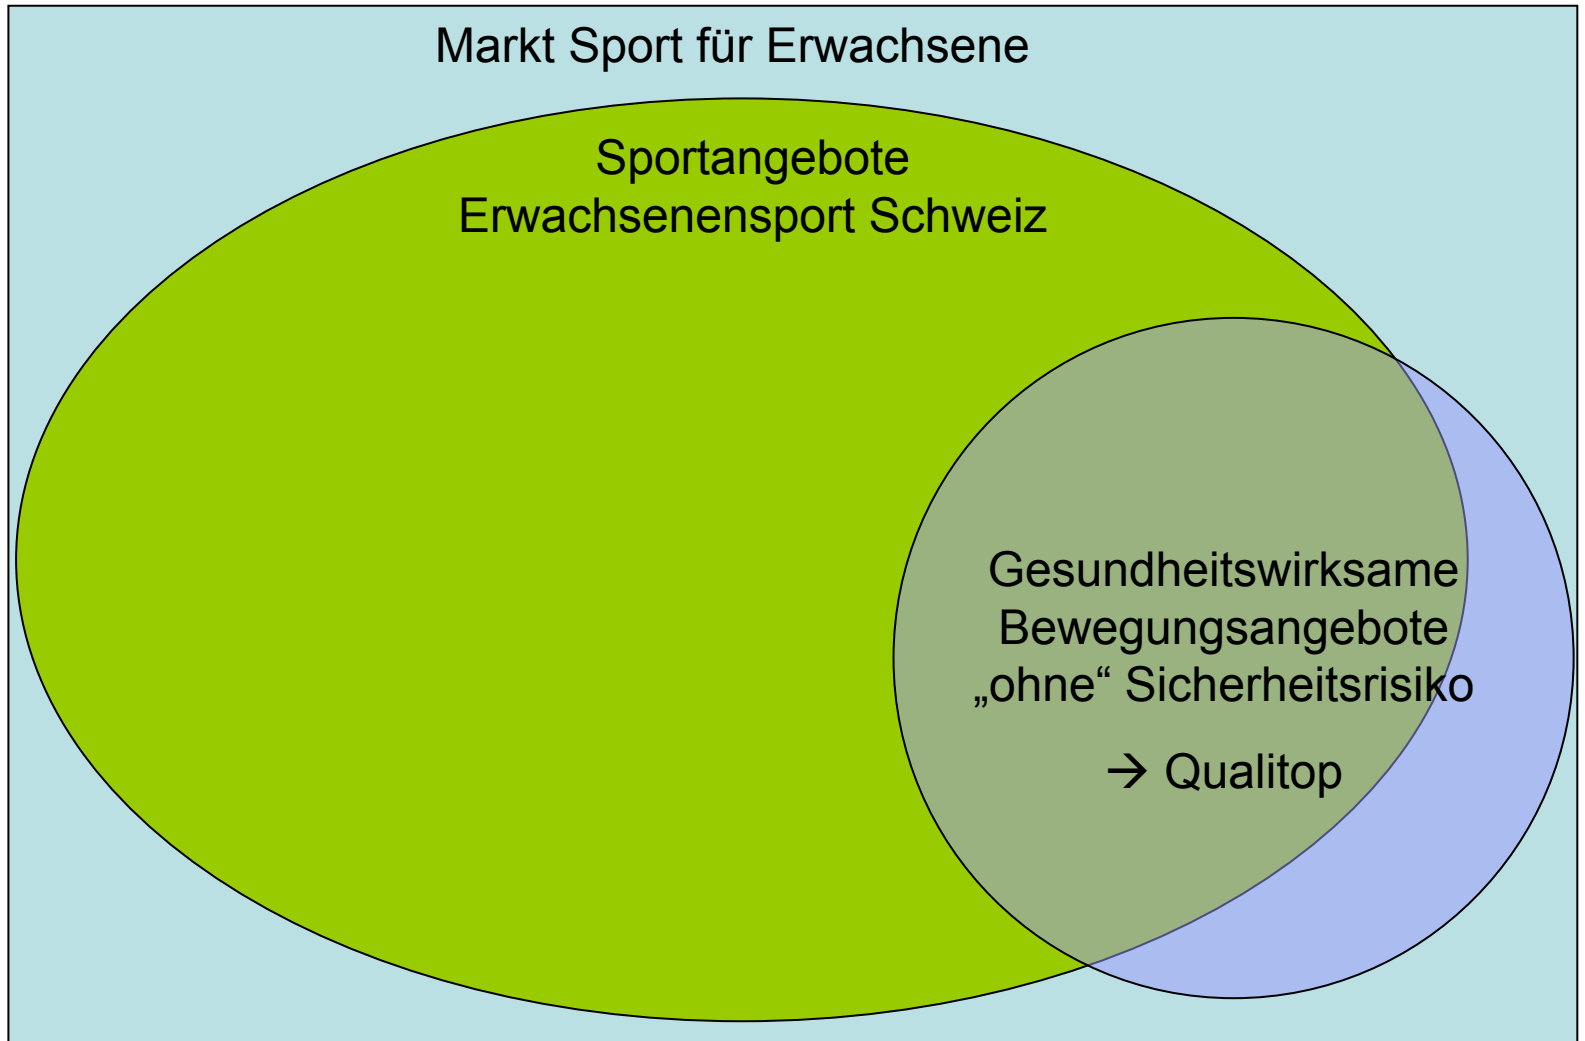 Markt Sport für Erwachsene
Sportangebote
Erwachsenensport Schweiz
Gesundheitswirksame
Bewegungsangebote
„ohne“ Sicherheitsrisiko
→ Qualitop